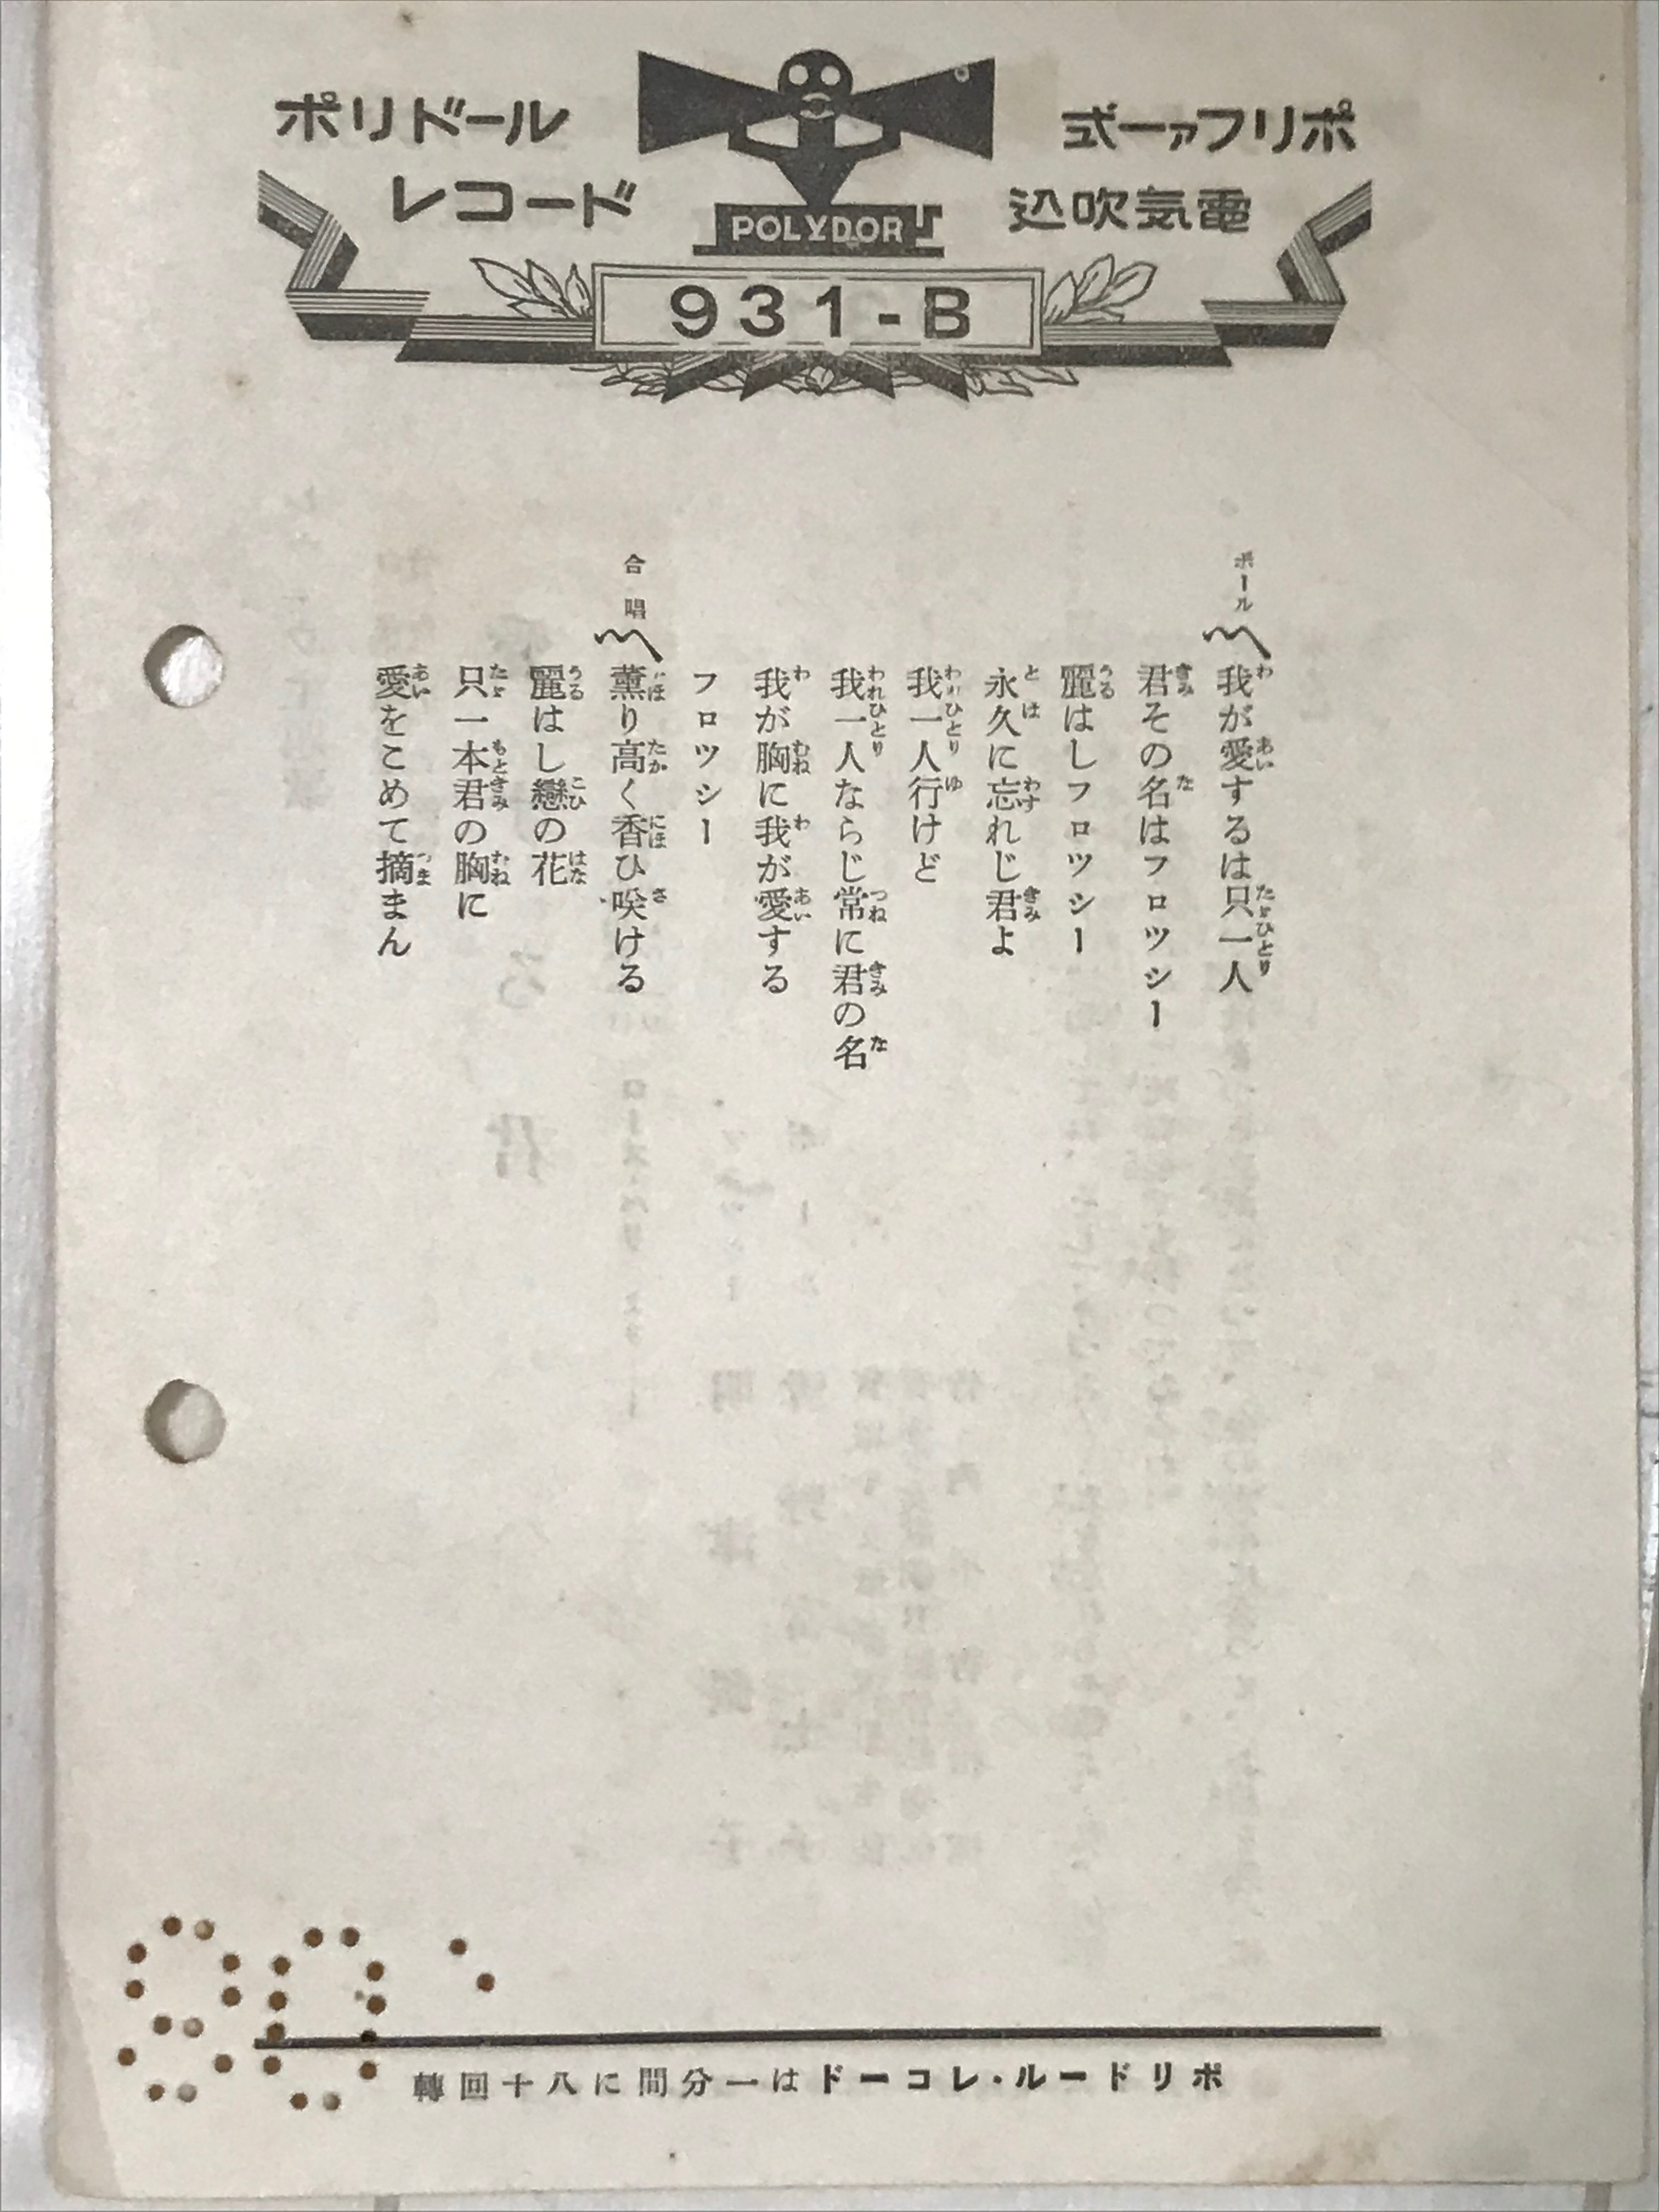 ポリドール
レコード
ポリファー式
電気吹込
POLYDOR
931-B
ポール
我が愛するは只一人
君その名はフロツシー
麗はしフロツシー
永久に忘れじ君よ
我一人行けど
我一人ならじ常に君の名
我が胸に我が愛する
フロツシー
合唱
薫り高く香ひ咲ける
麗はし戀の花
只一本君の胸に
愛をこめて摘まん
ポリドール・レコードは一分間に八十回轉